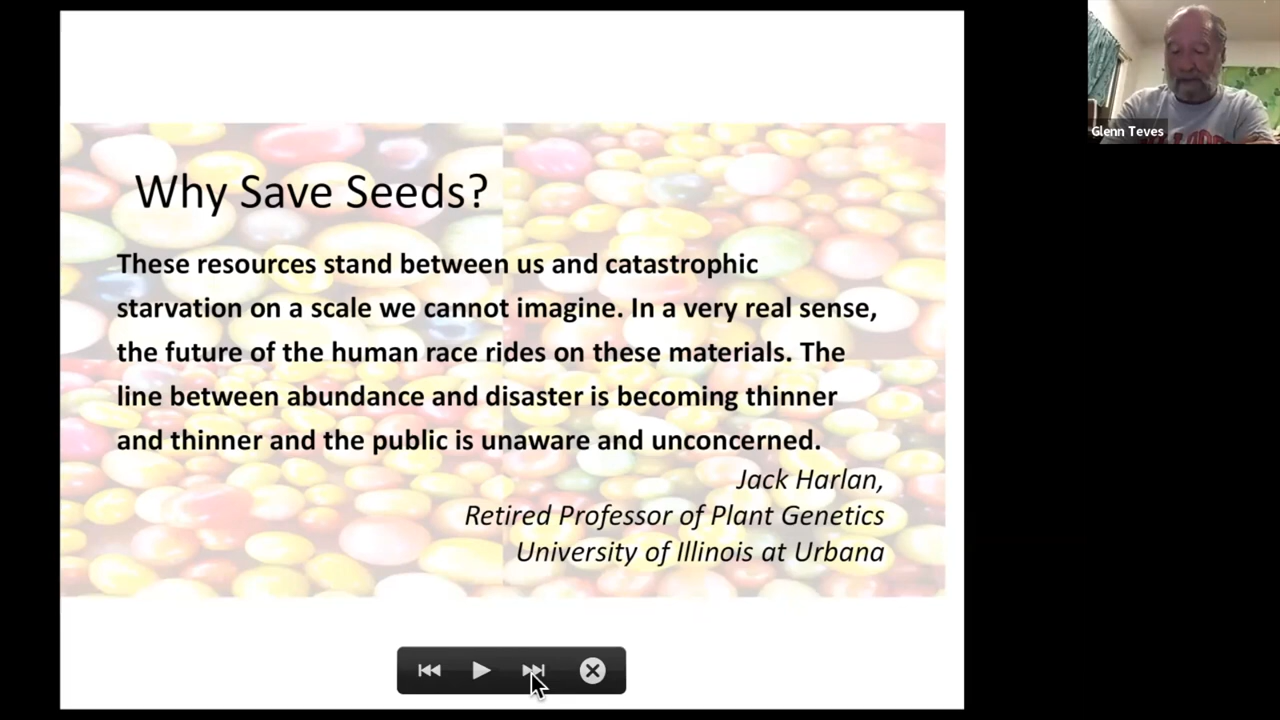 Why Save Seeds?
These resources stand between us and catastrophic
starvation on a scale we cannot imagine. In a very real sense,
the future of the human race rides on these materials. The
line between abundance and disaster is becoming thinner
and thinner and the public is unaware and unconcerned.
Jack Harlan,
Retired Professor of Plant Genetics
University of Illinois at Urbana
Glenn Teves